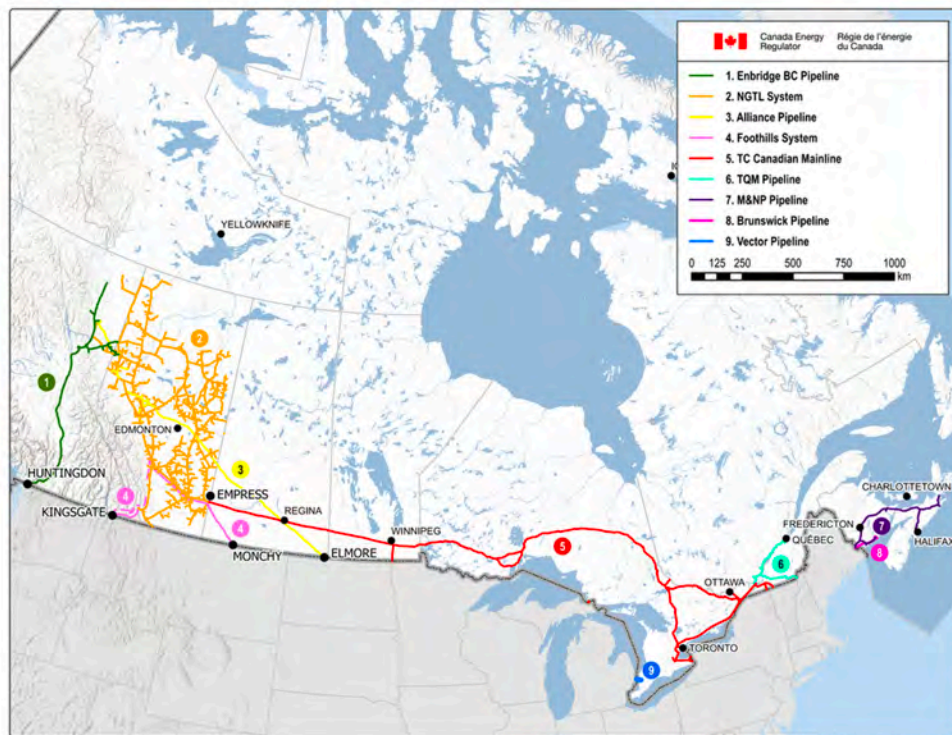 Canada Energy Regulator
Régie de l'énergie du Canada
1. Enbridge BC Pipeline
2. NGTL System
3. Alliance Pipeline
4. Foothills System
5. TC Canadian Mainline
6. TQM Pipeline
7. M&NP Pipeline
8. Brunswick Pipeline
9. Vector Pipeline
0 125 250 500 750 1000
km
YELLOWKNIFE
2
1
EDMONTON
3
HUNTINGDON
EMPRESS
4
KINGSGATE
REGINA
4
WINNIPEG
MONCHY
ELMORE
5
CHARLOTTETOWN
FREDERICTON
7
QUÉBEC
HALIFAX
8
6
OTTAWA
TORONTO
9